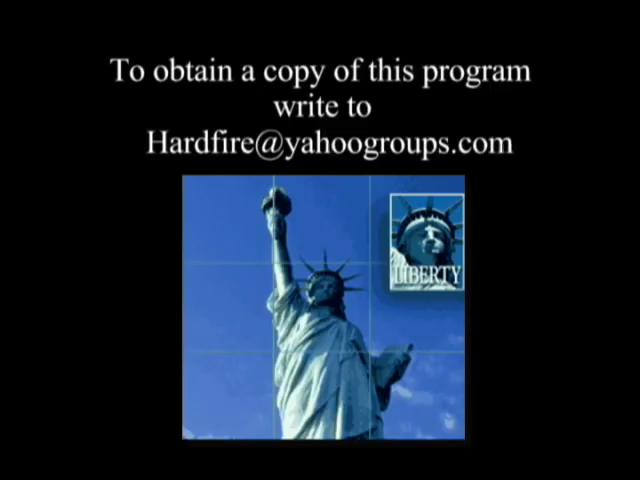 To obtain a copy of this program
write to
Hardfire@yahoogroups.com
LIBERTY